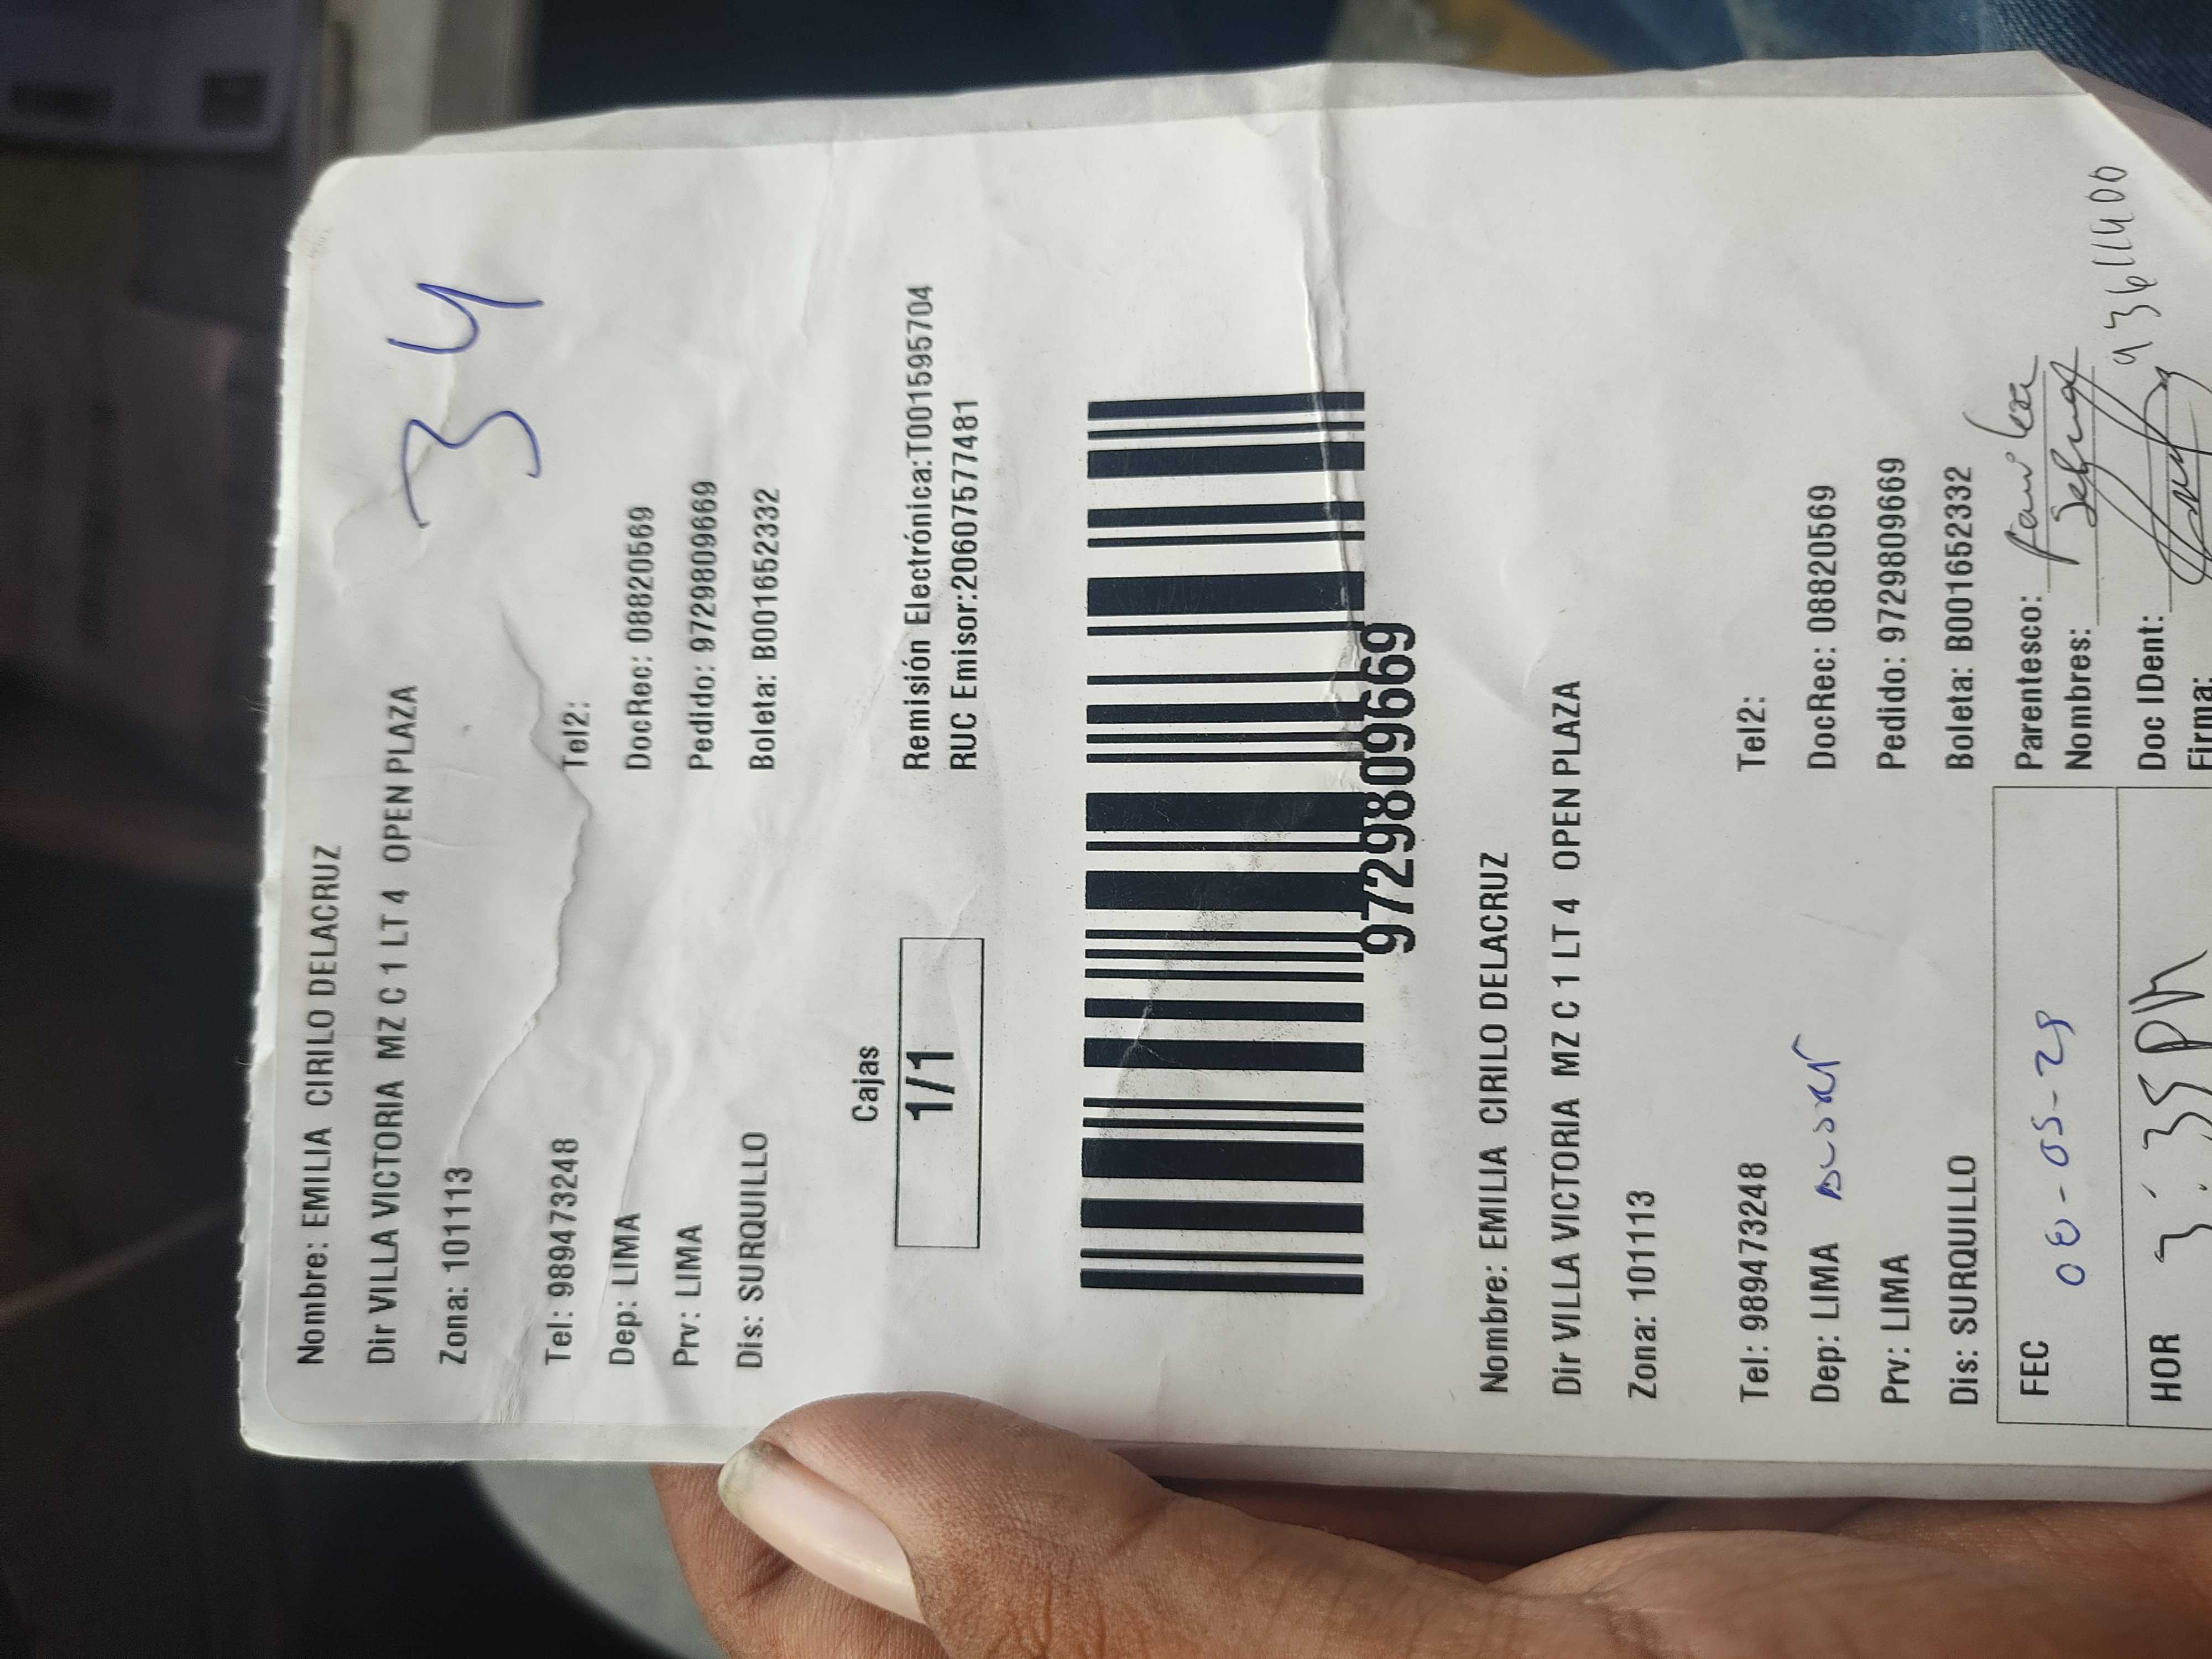 34
Nombre: EMILIA CIRILO DELACRUZ
Dir VILLA VICTORIA MZ C 1 LT 4 OPEN PLAZA
Zona: 101113
Tel: 989473248 Tel2:
Dep: LIMA DocRec: 08820569
Prv: LIMA Pedido: 9729809669
Dis: SURQUILLO Boleta: B001652332
Cajas
1/1
Remisión Electrónica:T001595704
RUC Emisor:20607577481
9729809669
Nombre: EMILIA CIRILO DELACRUZ
Dir VILLA VICTORIA MZ C 1 LT 4 OPEN PLAZA
Zona: 101113
Tel: 989473248 Tel2:
Dep: LIMA DocRec: 08820569
Prv: LIMA Pedido: 9729809669
Dis: SURQUILLO Boleta: B001652332
FEC Parentesco:
Nombres:
HOR 3:35PM Doc IDent:
Firma: